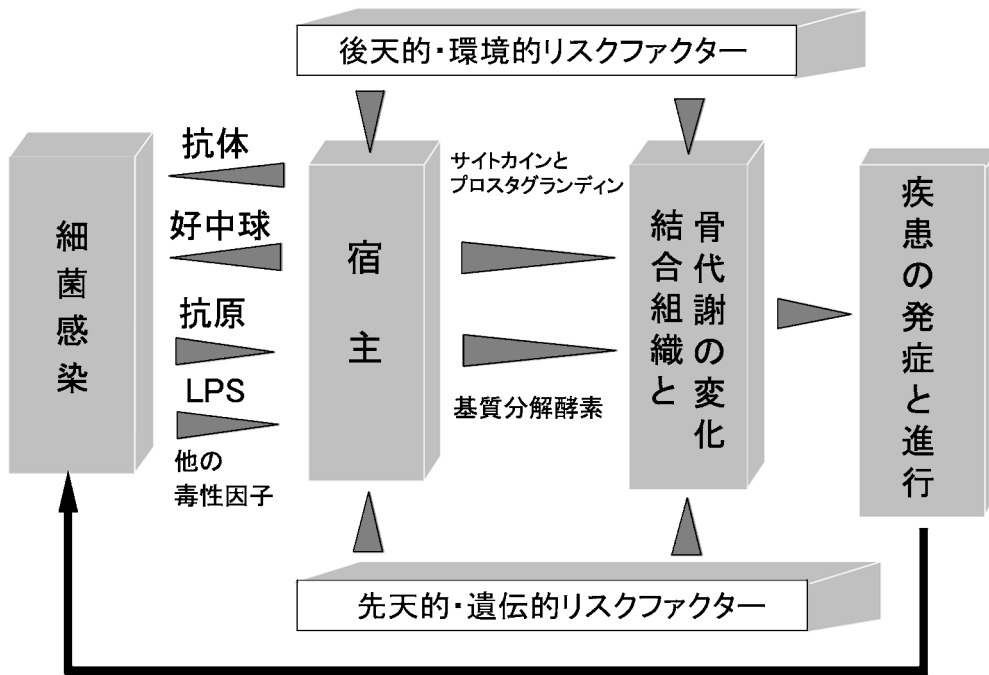 後天的・環境的リスクファクター
細菌感染
抗体
好中球
抗原
LPS
他の
毒性因子
宿主
サイトカインと
プロスタグランディン
基質分解酵素
骨代謝の変化
結合組織と
疾患の発症と進行
先天的・遺伝的リスクファクター